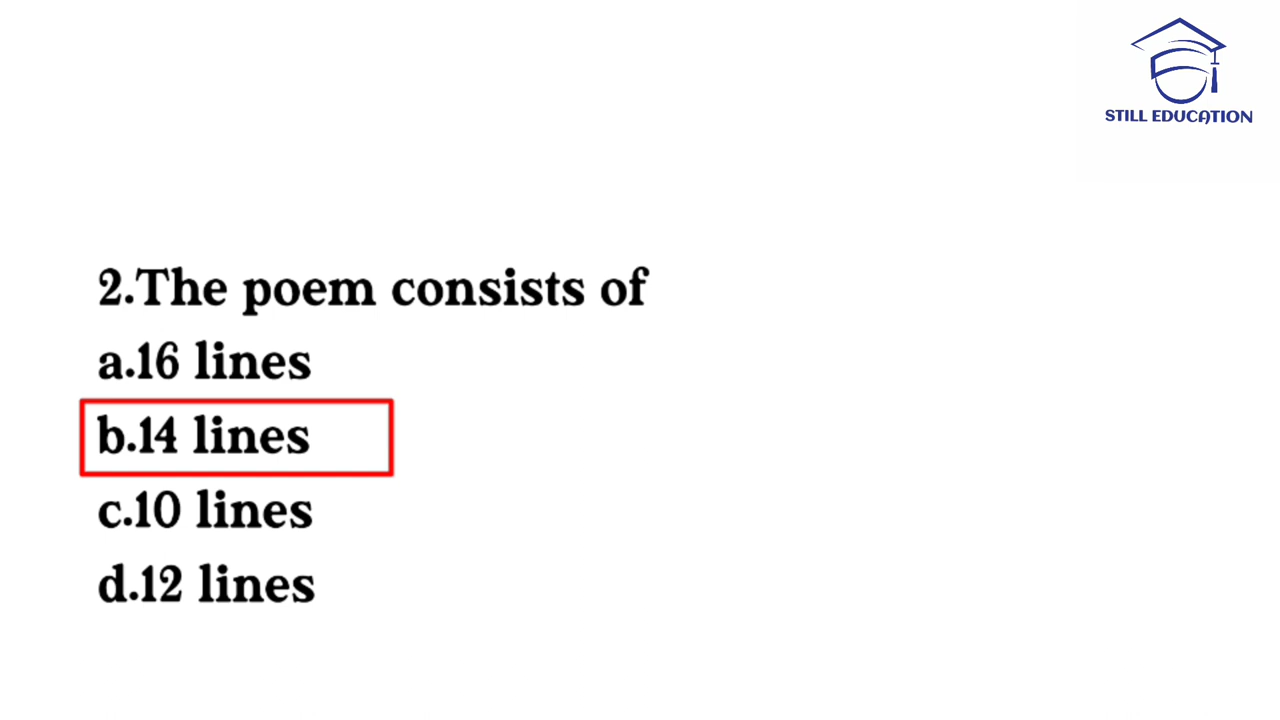 STILL EDUCATION
2.The poem consists of
a.16 lines
b.14 lines
c.10 lines
d.12 lines